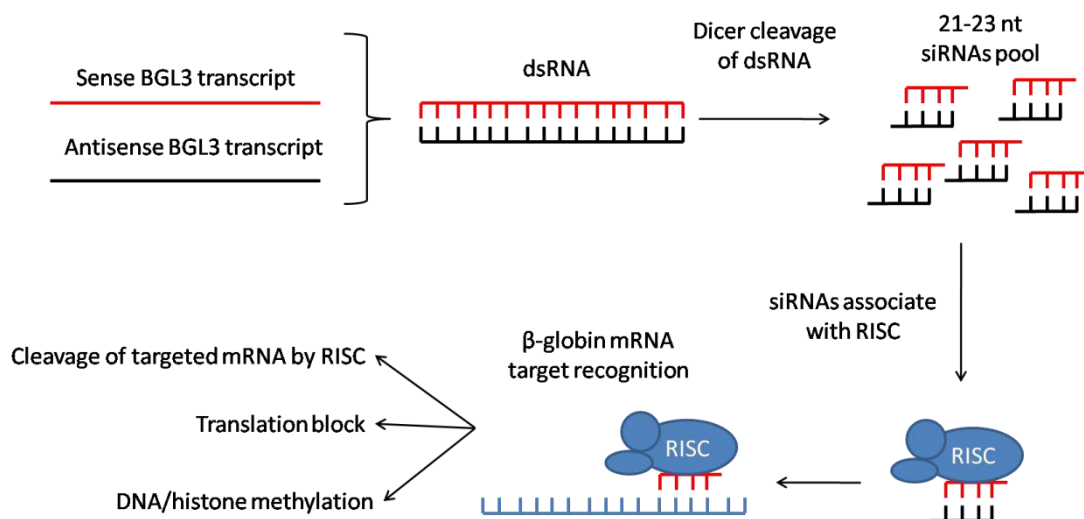 Sense BGL3 transcript
Antisense BGL3 transcript
dsRNA
Dicer cleavage
of dsRNA
21-23 nt
siRNAs pool
siRNAs associate
with RISC
RISC
β-globin mRNA
target recognition
RISC
Cleavage of targeted mRNA by RISC
Translation block
DNA/histone methylation